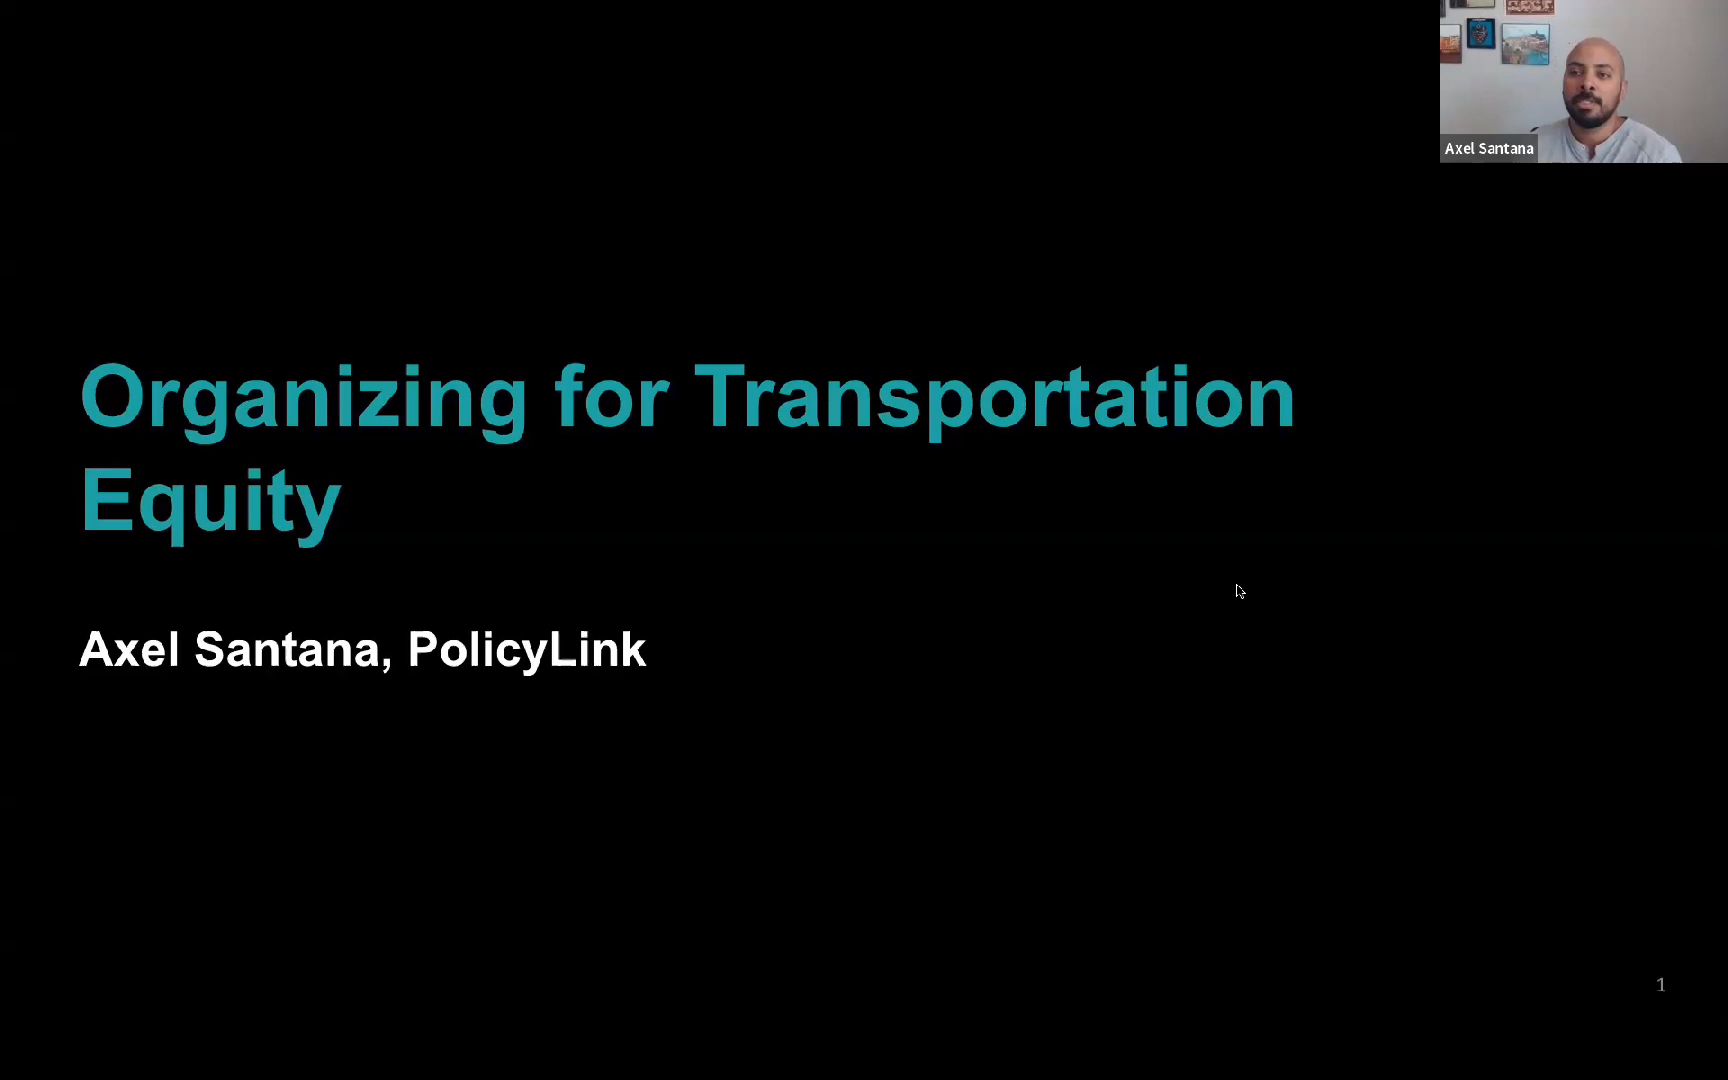 Axel Santana
Organizing for Transportation
Equity
Axel Santana, PolicyLink
1